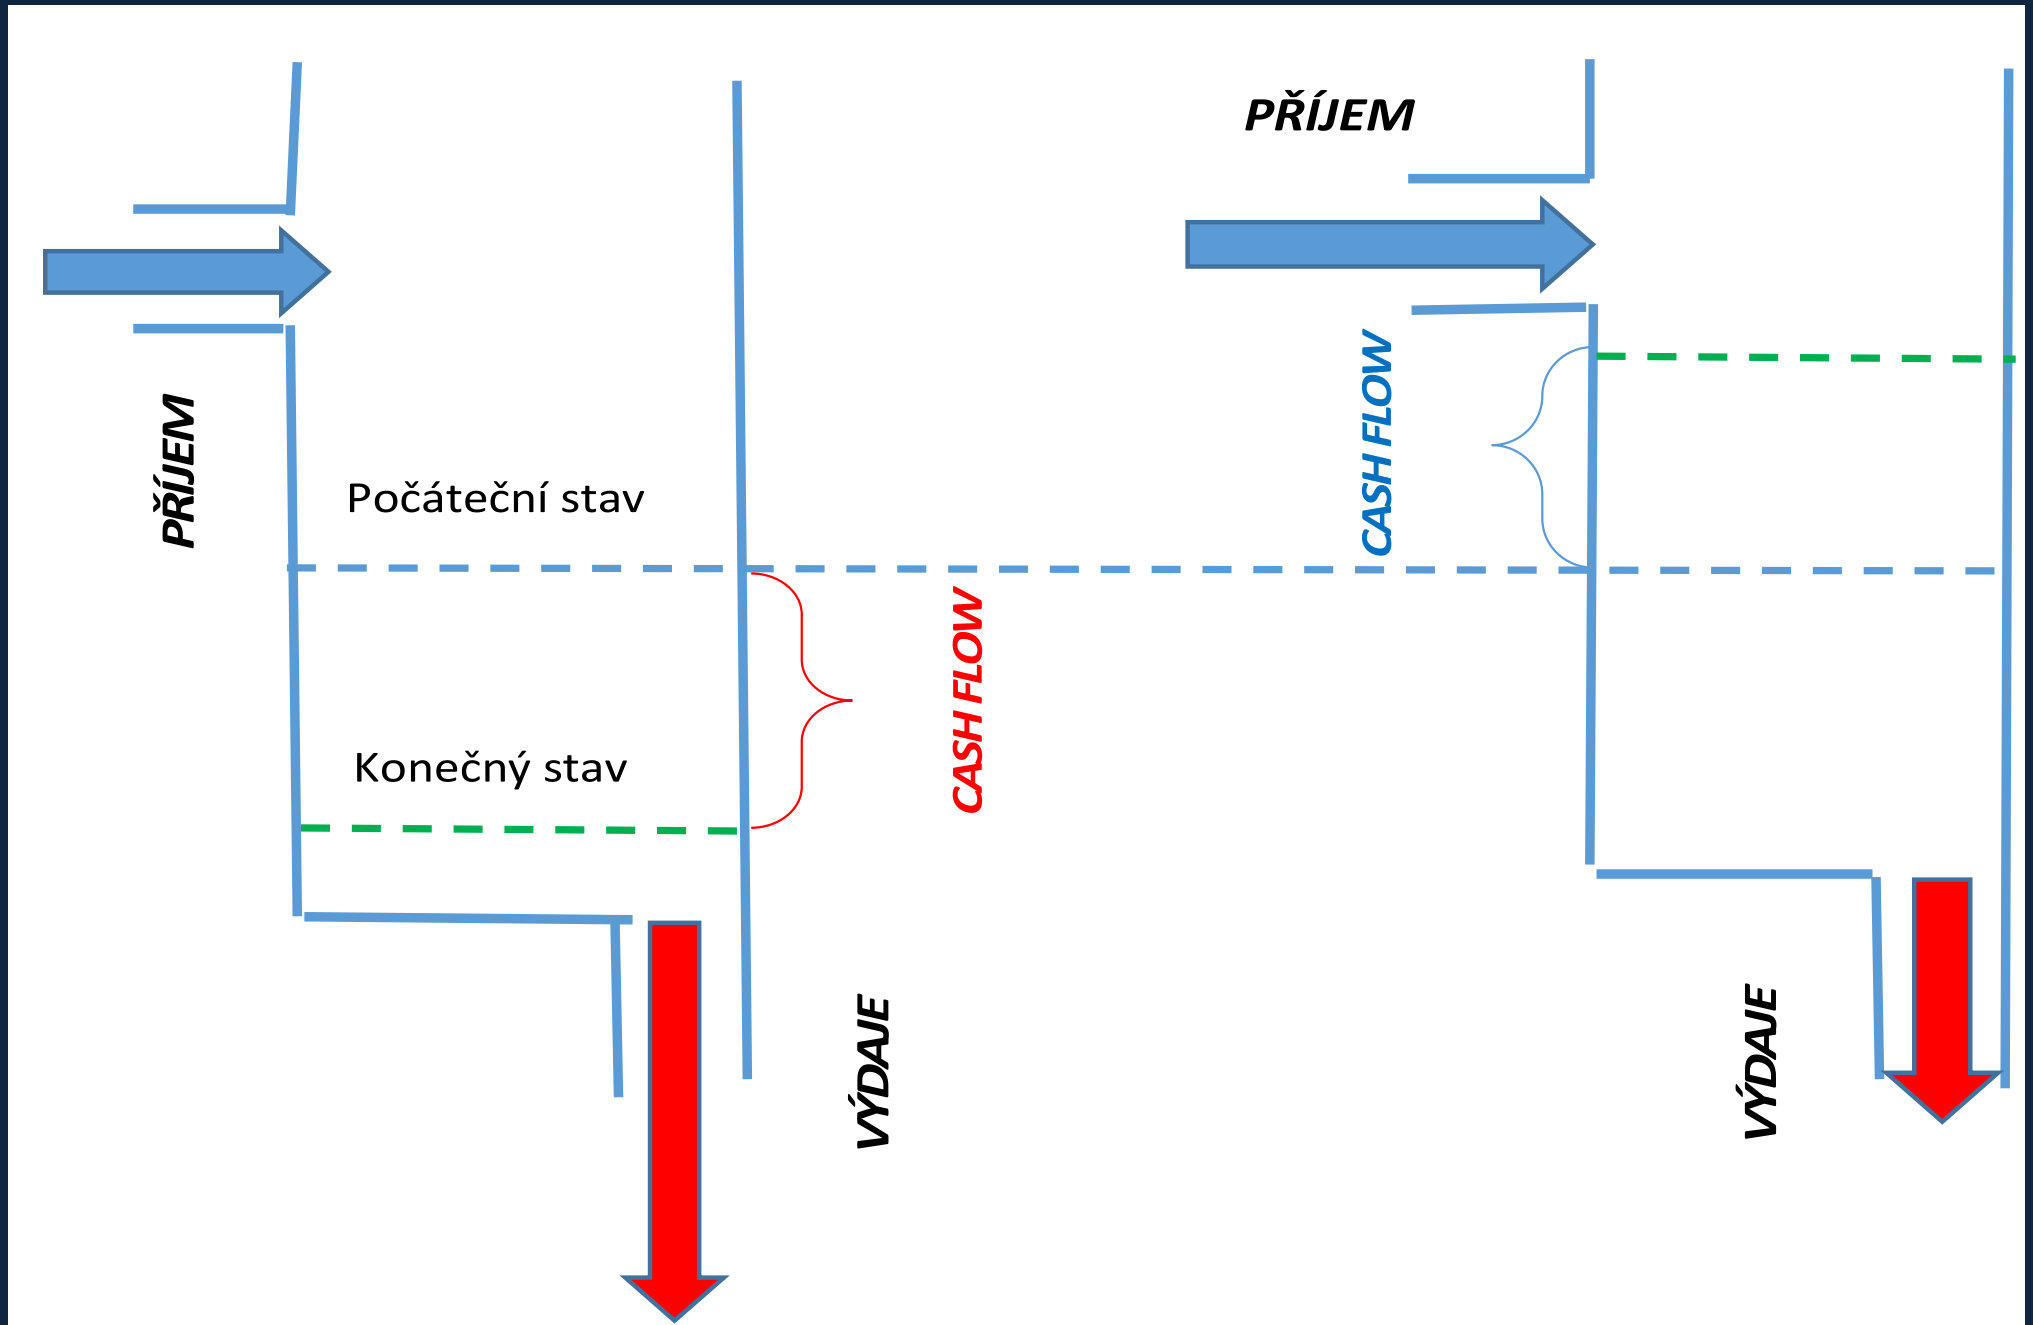 PŘÍJEM
PŘÍJEM
CASH FLOW
Počáteční stav
CASH FLOW
Konečný stav
VÝDAJE
VÝDAJE